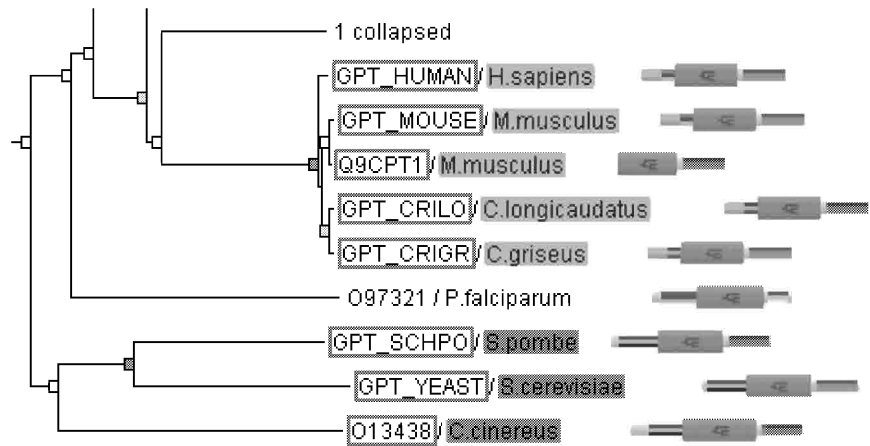 1 collapsed
GPT_HUMAN / H.sapiens
GPT_MOUSE / M.musculus
Q9CPT1 / M.musculus
GPT_CRILO / C.longicaudatus
GPT_CRIGR / C.griseus
O97321 / P.falciparum
GPT_SCHPO / S.pombe
GPT_YEAST / S.cerevisiae
O13438 / C.cinereus